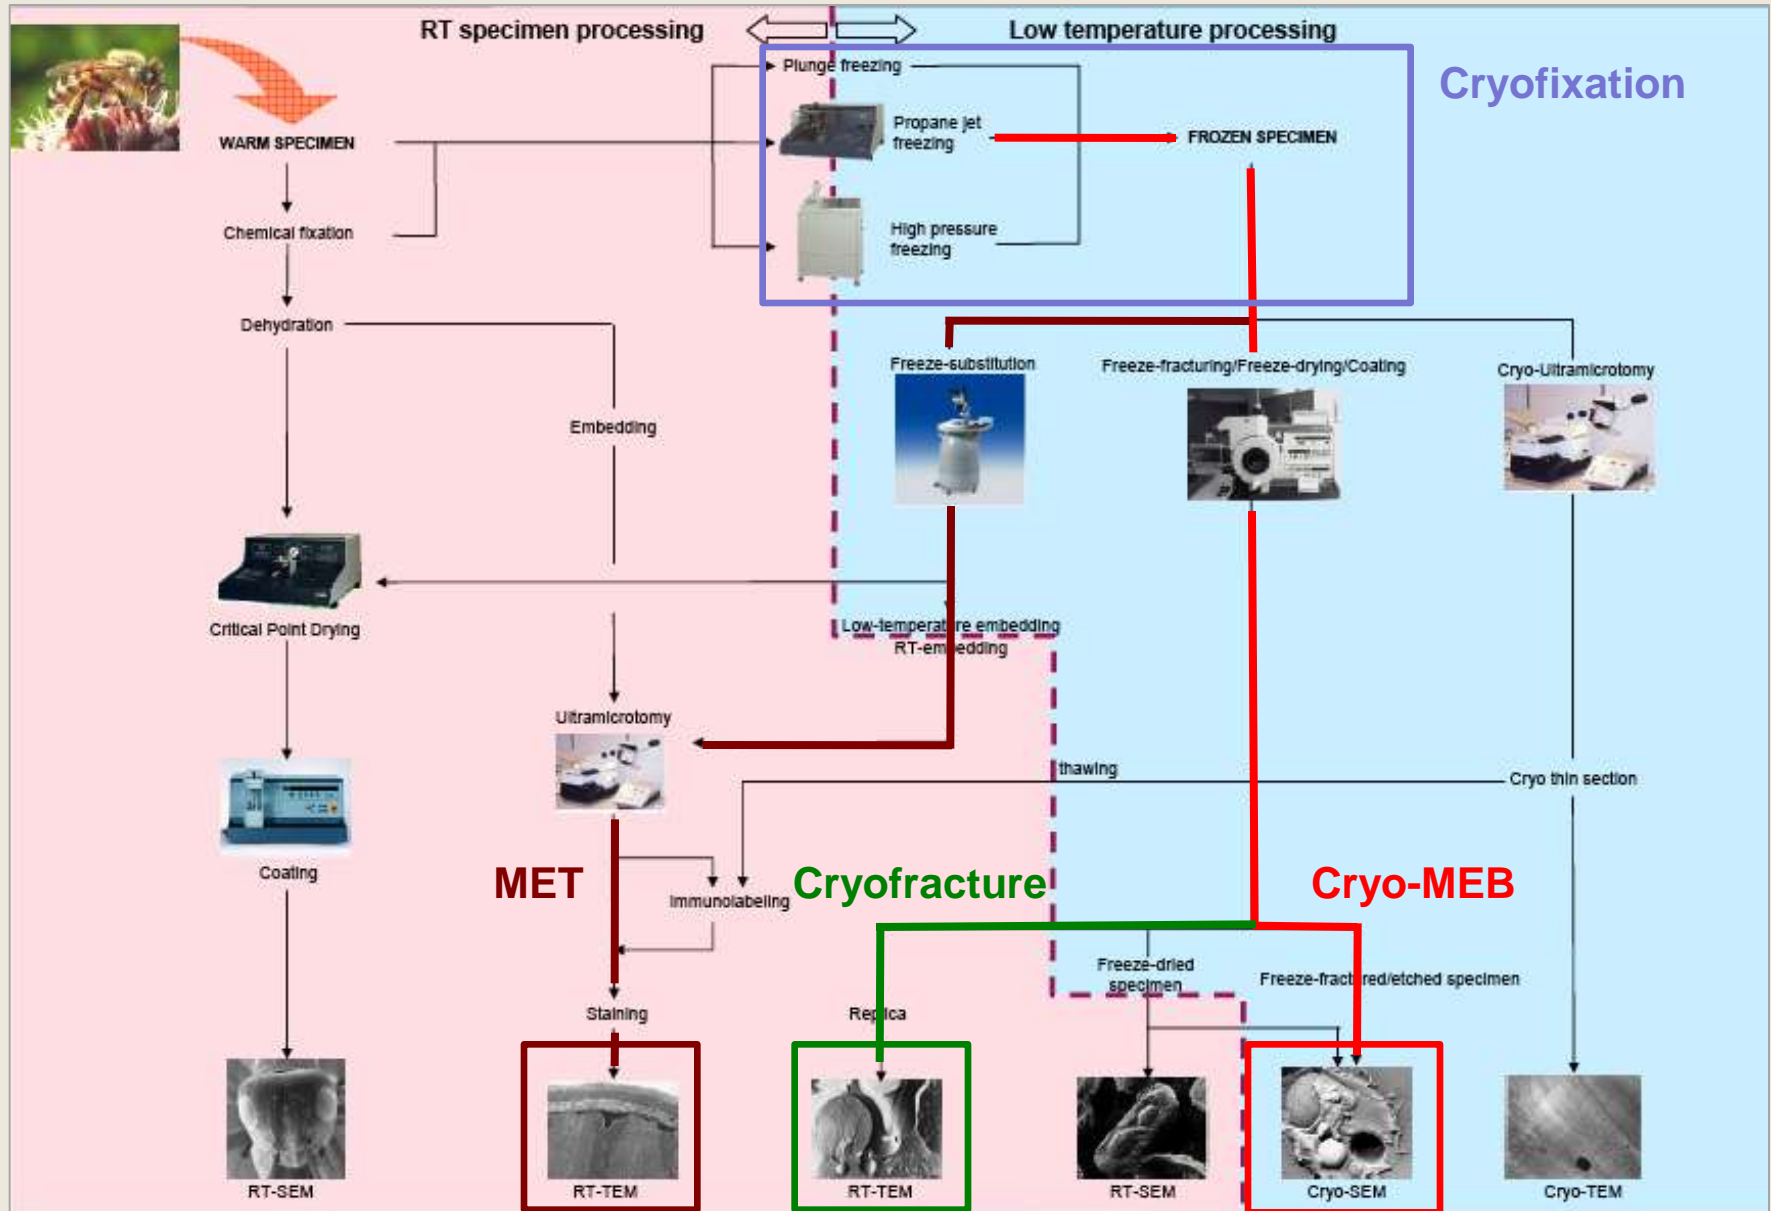 RT specimen processing
Low temperature processing
Cryofixation
Plunge freezing
WARM SPECIMEN
Propane jet
freezing
FROZEN SPECIMEN
Chemical fixation
High pressure
freezing
Dehydration
Freeze-substitution
Freeze-fracturing/Freeze-drying/Coating
Cryo-Ultramicrotomy
Embedding
Critical Point Drying
Low-temperature embedding
RT-embedding
Ultramicrotomy
thawing
Cryo thin section
Coating
MET
Cryofracture
Cryo-MEB
Immunolabeling
Freeze-dried
specimen
Freeze-fractured/etched specimen
Staining
Replica
RT-SEM
RT-TEM
RT-TEM
RT-SEM
Cryo-SEM
Cryo-TEM